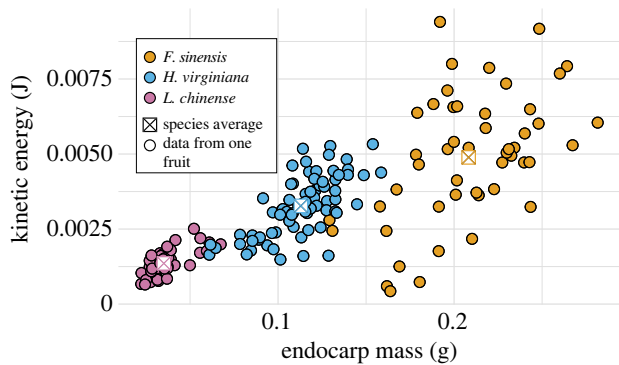 kinetic energy (J)
0.0075
0.0050
0.0025
0
F. sinensis
H. virginiana
L. chinense
species average
data from one
fruit
0.1
0.2
endocarp mass (g)